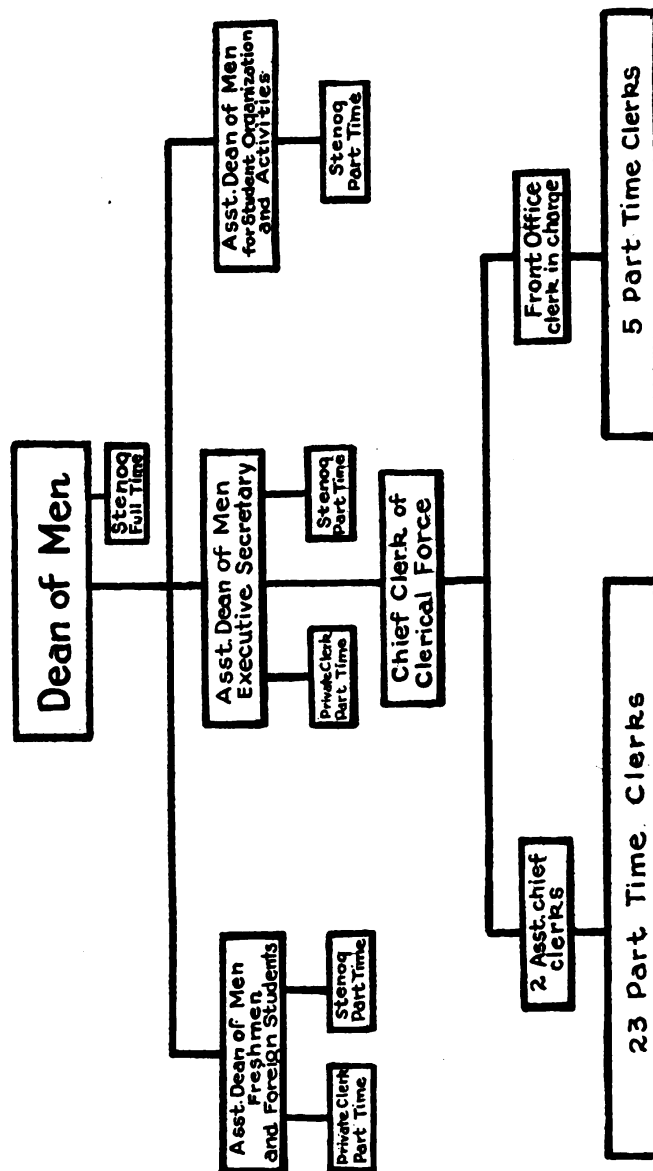 Dean of Men
Stenog
Full Time
Asst. Dean of Men
Freshmen
and Foreign Students
Private Clerk
Part Time
Stenog
Part Time
Asst. Dean of Men
Executive Secretary
Private Clerk
Part Time
Stenog
Part Time
Asst. Dean of Men
for Student Organization
and Activities
Stenog
Part Time
Chief Clerk of
Clerical Force
2 Asst. chief
clerks
Front Office
clerk in charge
23 Part Time Clerks
5 Part Time Clerks